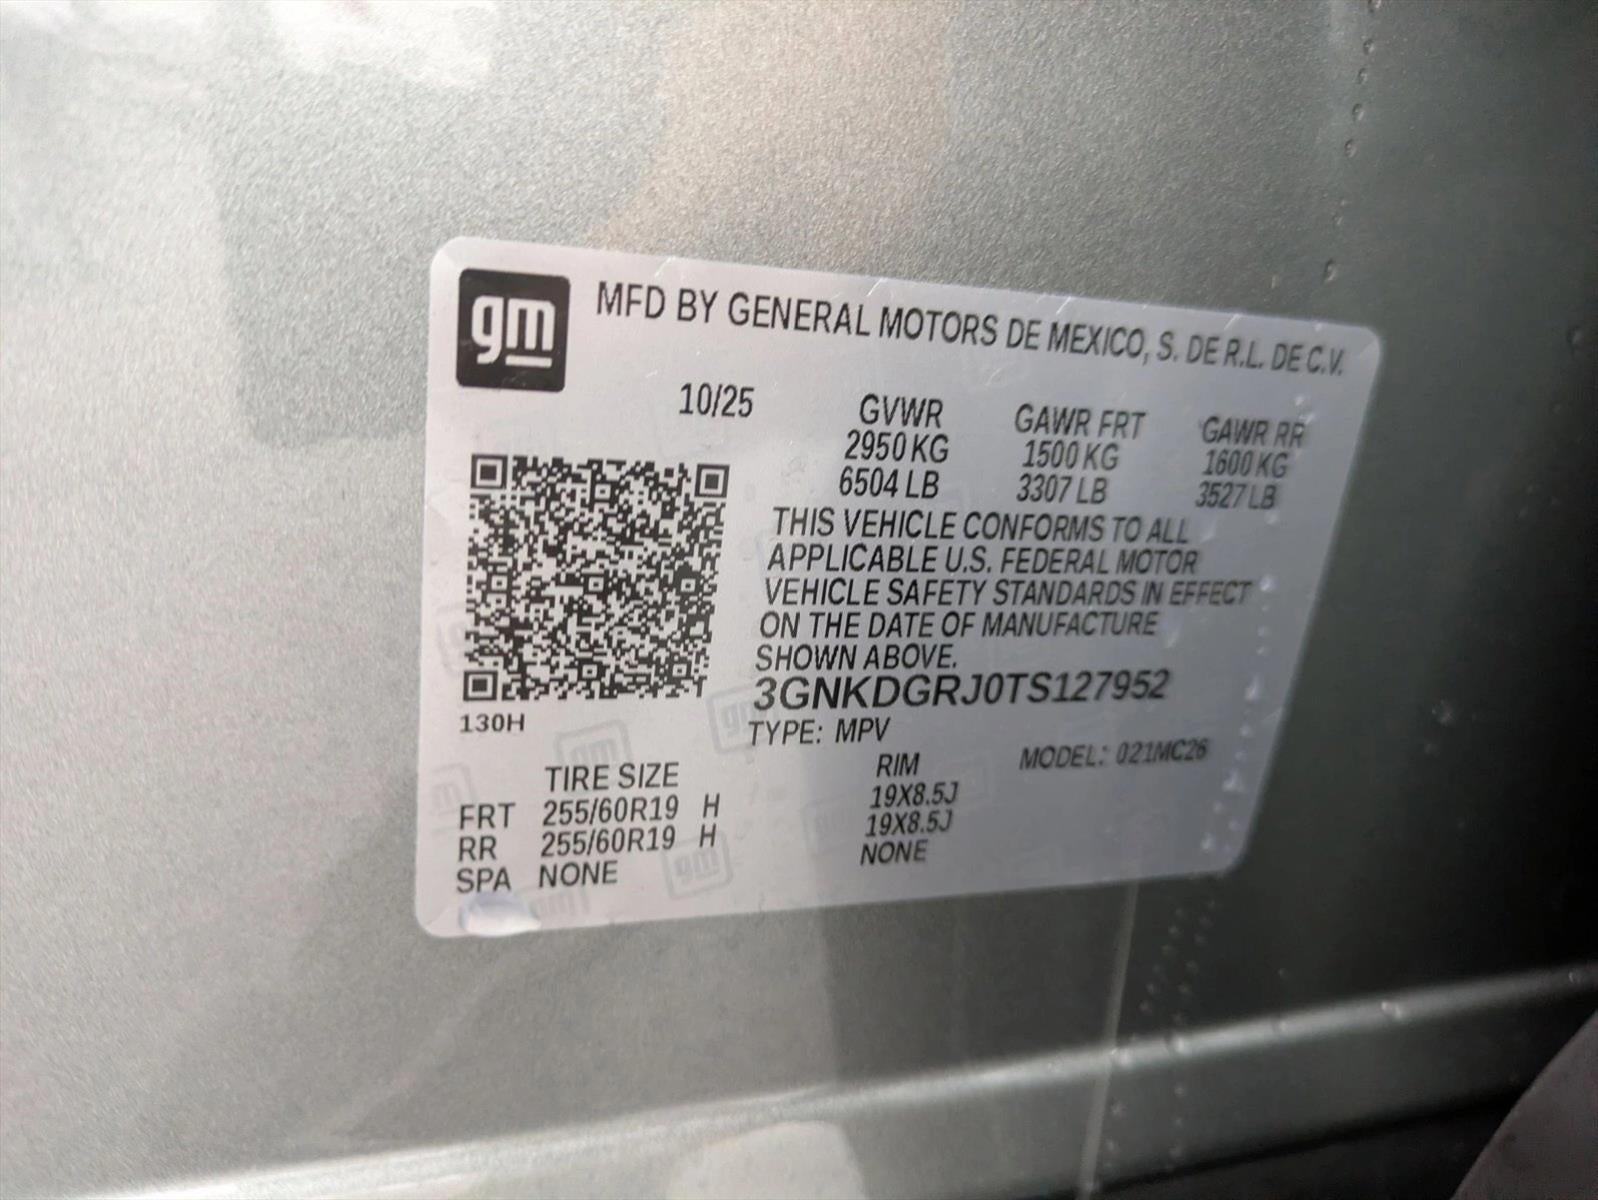 gm
MFD BY GENERAL MOTORS DE MEXICO, S. DE R.L. DE C.V.
10/25 GVWR GAWR FRT GAWR RR
2950 KG 1500 KG 1600 KG
6504 LB 3307 LB 3527 LB
THIS VEHICLE CONFORMS TO ALL
APPLICABLE U.S. FEDERAL MOTOR
VEHICLE SAFETY STANDARDS IN EFFECT
ON THE DATE OF MANUFACTURE
SHOWN ABOVE.
3GNKDGRJ0TS127952
130H
TYPE: MPV MODEL: 021MC26
TIRE SIZE RIM
FRT 255/60R19 H 19X8.5J
RR 255/60R19 H 19X8.5J
SPA NONE NONE